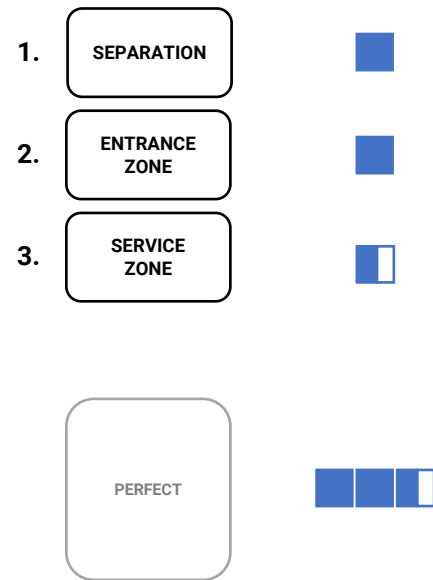 1. SEPARATION
2. ENTRANCE
ZONE
3. SERVICE
ZONE
PERFECT